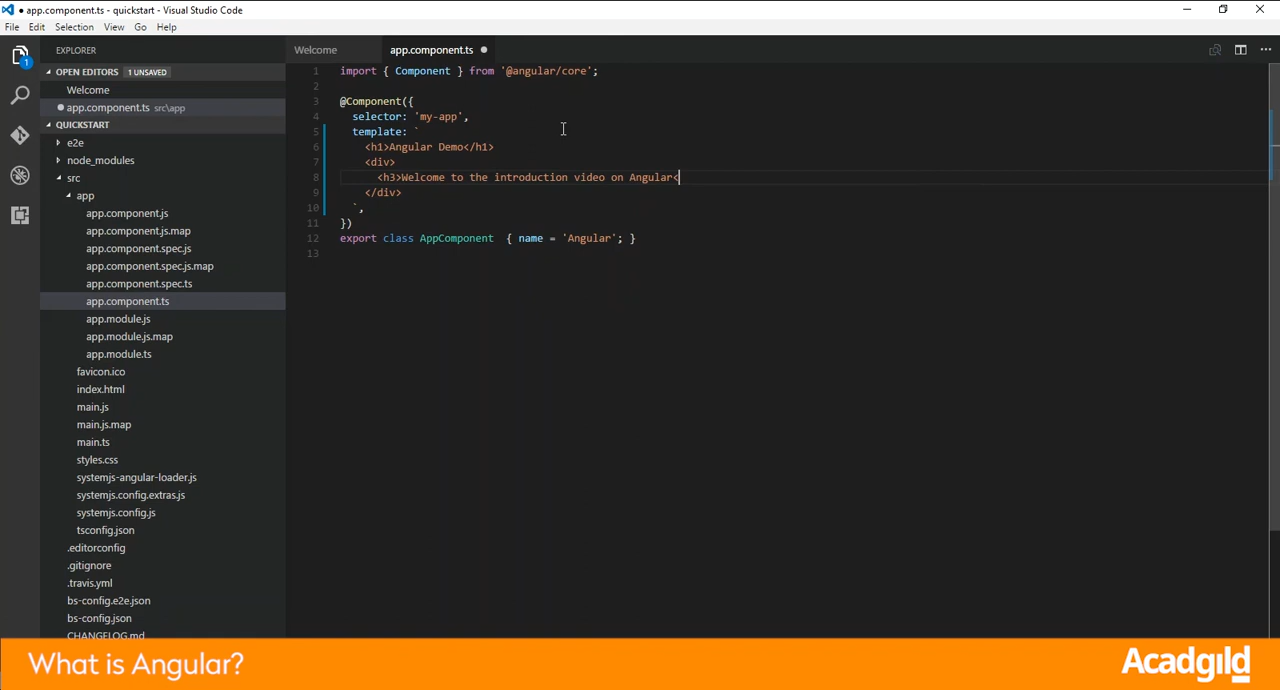 ● app.component.ts - quickstart - Visual Studio Code
File Edit Selection View Go Help
EXPLORER
OPEN EDITORS 1 UNSAVED
Welcome
app.component.ts src\app
QUICKSTART
e2e
node_modules
src
app
app.component.js
app.component.js.map
app.component.spec.js
app.component.spec.js.map
app.component.spec.ts
app.component.ts
app.module.js
app.module.js.map
app.module.ts
favicon.ico
index.html
main.js
main.js.map
main.ts
styles.css
systemjs-angular-loader.js
systemjs.config.extras.js
systemjs.config.js
tsconfig.json
.editorconfig
.gitignore
.travis.yml
bs-config.e2e.json
bs-config.json
CHANGELOG.md
1
Welcome app.component.ts ●
1 import { Component } from '@angular/core';
2
3 @Component({
4 selector: 'my-app',
5 template: `
6 <h1>Angular Demo</h1>
7 <div>
8 <h3>Welcome to the introduction video on Angular<
9 </div>
10 `,
11 })
12 export class AppComponent { name = 'Angular'; }
13
What is Angular?
Acadgild